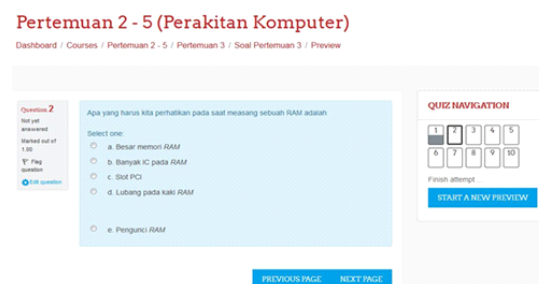 Pertemuan 2 - 5 (Perakitan Komputer)
Dashboard / Courses / Pertemuan 2 - 5 / Pertemuan 3 / Soal Pertemuan 3 / Preview
Question 2
Not yet
answered
Marked out of
1.00
Flag
question
Edit question
Apa yang harus kita perhatikan pada saat measang sebuah RAM adalah
Select one:
a. Besar memori RAM
b. Banyak IC pada RAM
c. Slot PCI
d. Lubang pada kaki RAM
e. Pengunci RAM
PREVIOUS PAGE NEXT PAGE
QUIZ NAVIGATION
1 2 3 4 5
6 7 8 9 10
Finish attempt ...
START A NEW PREVIEW